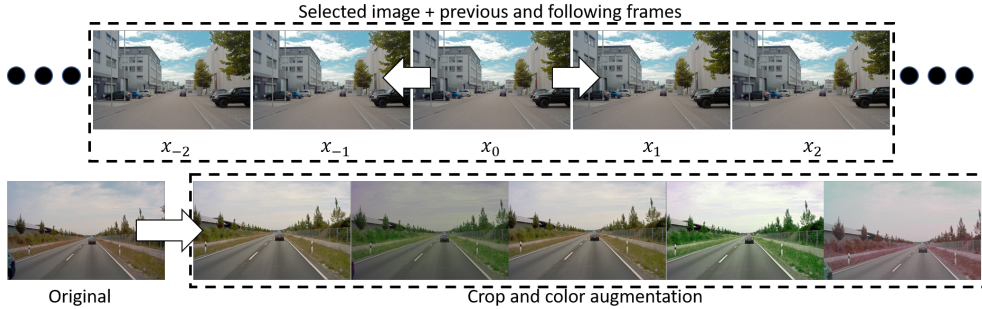 Selected image + previous and following frames
x₋₂ x₋₁ x₀ x₁ x₂
Original
Crop and color augmentation